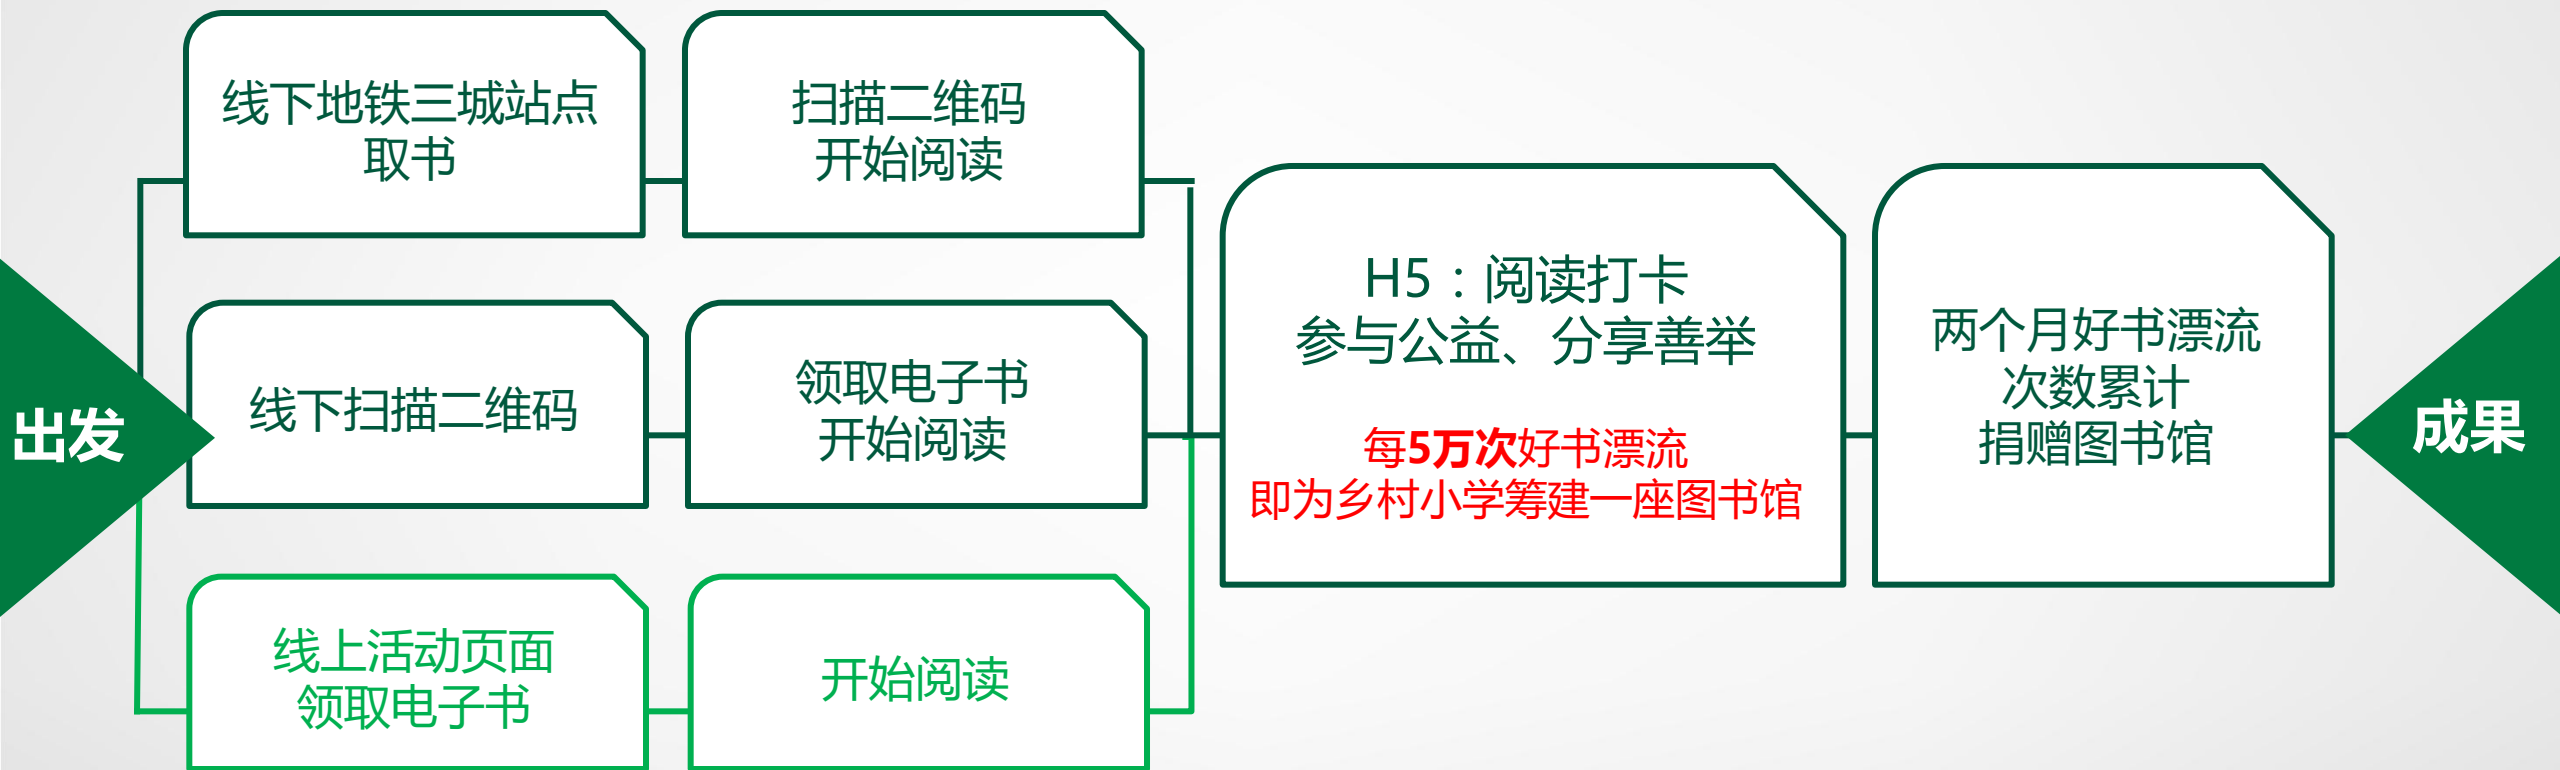 出发
线下地铁三城站点
取书
扫描二维码
开始阅读
线下扫描二维码
领取电子书
开始阅读
线上活动页面
领取电子书
开始阅读
H5：阅读打卡
参与公益、分享善举
每5万次好书漂流
即为乡村小学筹建一座图书馆
两个月好书漂流
次数累计
捐赠图书馆
成果